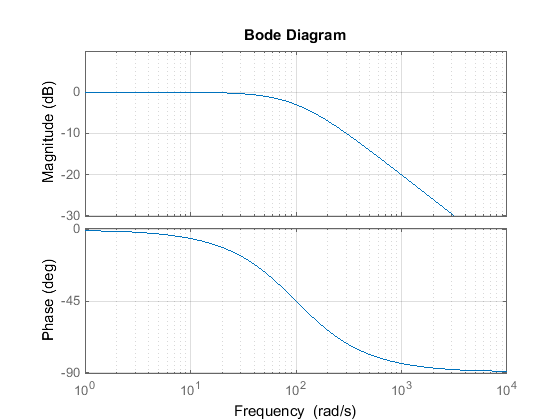 Bode Diagram
Magnitude (dB)
0
-10
-20
-30
Phase (deg)
0
-45
-90
10^0 10^1 10^2 10^3 10^4
Frequency (rad/s)